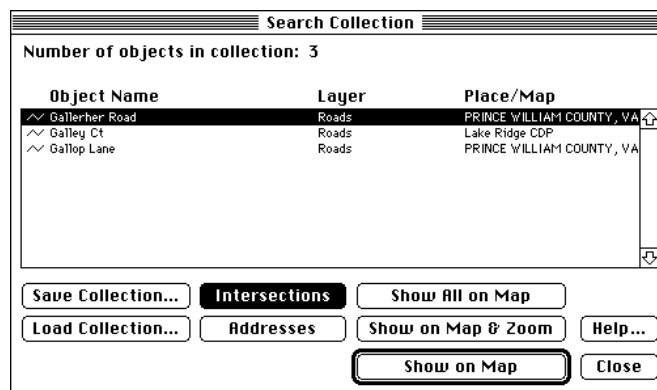 Search Collection
Number of objects in collection: 3
Object Name Layer Place/Map
Gallerher Road Roads PRINCE WILLIAM COUNTY, VA
Galley Ct Roads Lake Ridge CDP
Gallop Lane Roads PRINCE WILLIAM COUNTY, VA
Save Collection... Intersections Show All on Map
Load Collection... Addresses Show on Map & Zoom Help...
Show on Map Close